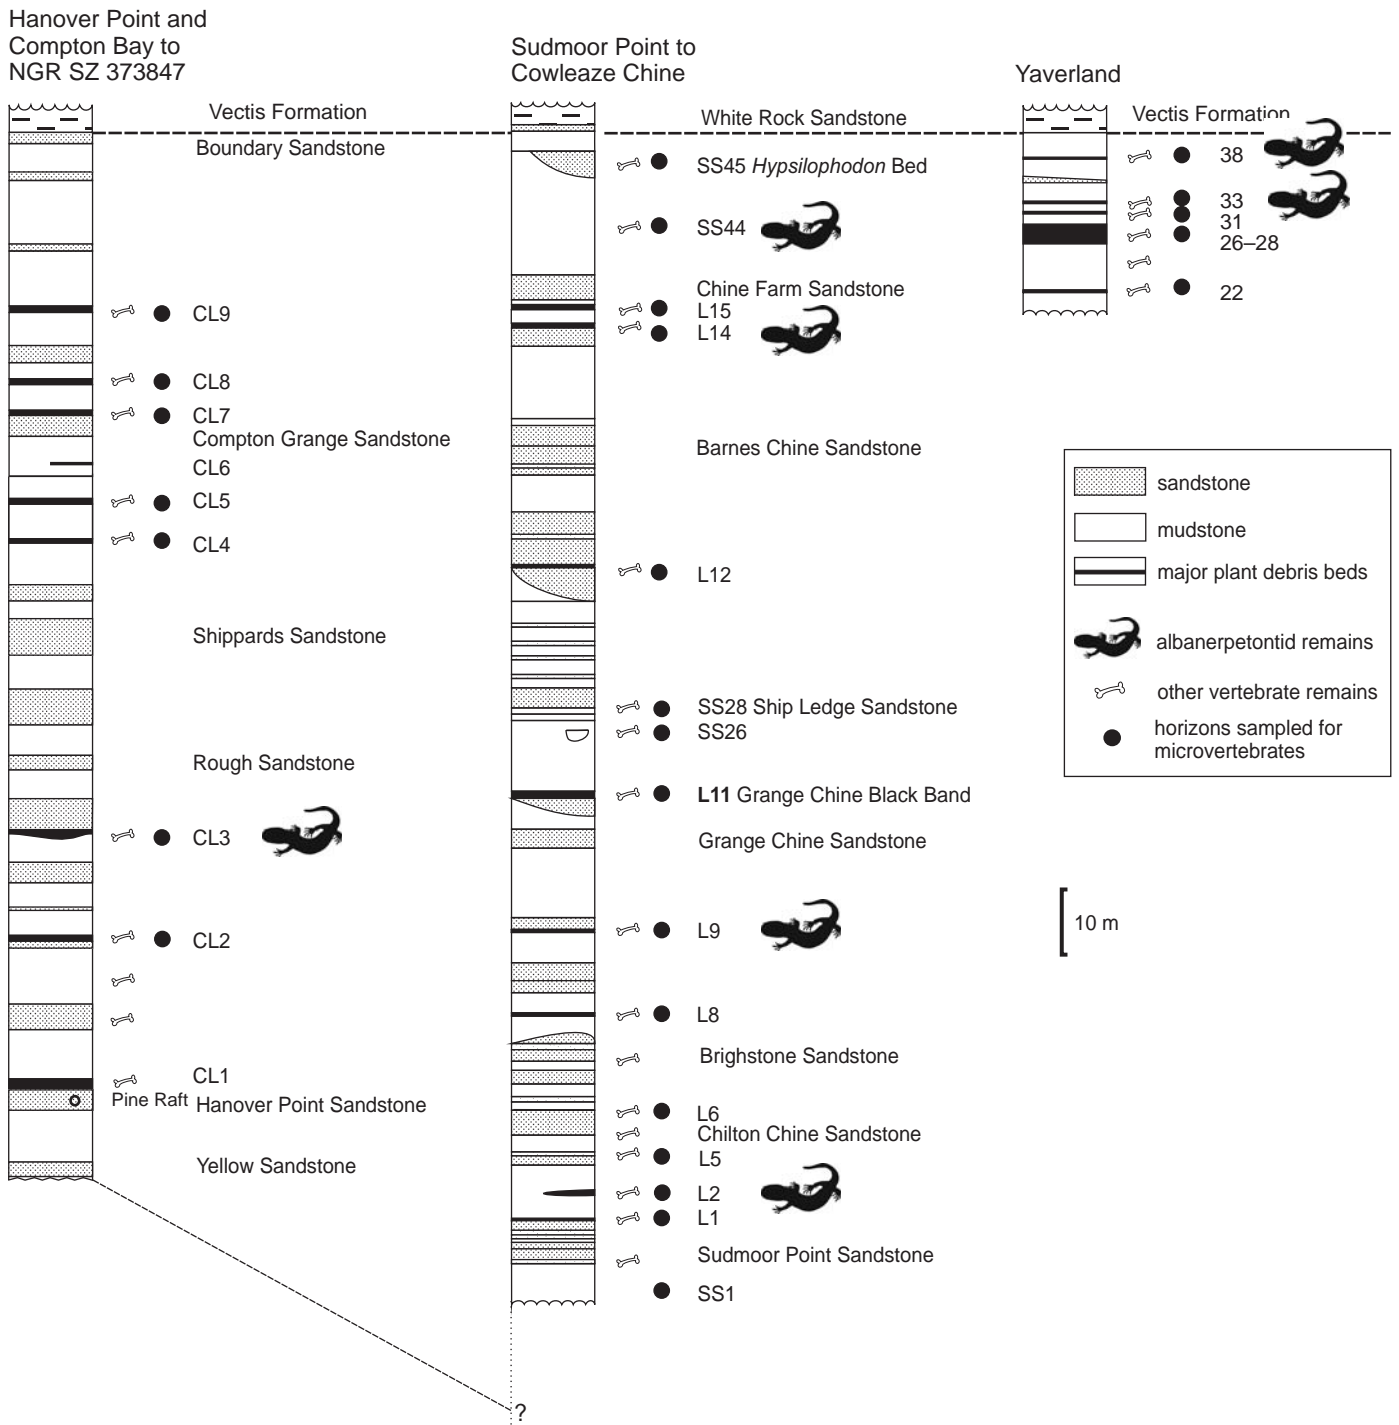 Hanover Point and
Compton Bay to
NGR SZ 373847
Vectis Formation
Boundary Sandstone
CL9
CL8
CL7
Compton Grange Sandstone
CL6
CL5
CL4
Shippards Sandstone
Rough Sandstone
CL3
CL2
CL1
Pine Raft Hanover Point Sandstone
Yellow Sandstone
Sudmoor Point to
Cowleaze Chine
White Rock Sandstone
SS45 Hypsilophodon Bed
SS44
Chine Farm Sandstone
L15
L14
Barnes Chine Sandstone
L12
SS28 Ship Ledge Sandstone
SS26
L11 Grange Chine Black Band
Grange Chine Sandstone
L9
L8
Brighstone Sandstone
L6
Chilton Chine Sandstone
L5
L2
L1
Sudmoor Point Sandstone
SS1
?
Yaverland
Vectis Formation
38
33
31
26–28
22
sandstone
mudstone
major plant debris beds
albanerpetontid remains
other vertebrate remains
horizons sampled for
microvertebrates
10 m